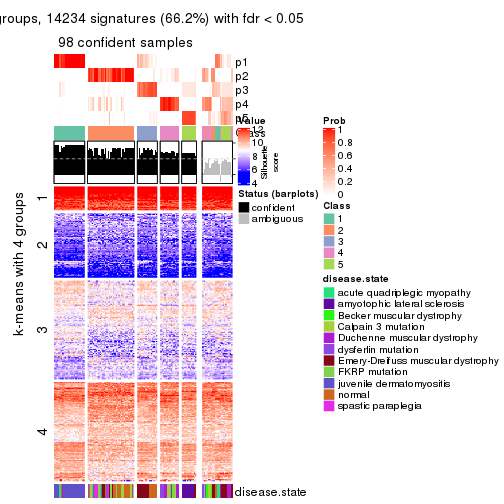 groups, 14234 signatures (66.2%) with fdr < 0.05
98 confident samples
p1
p2
p3
p4
p5
Class
Silhouette
score
k-means with 4 groups
1
2
3
4
disease.state
Value
12
10
8
6
4
Status (barplots)
confident
ambiguous
Prob
1
0.8
0.6
0.4
0.2
0
Class
1
2
3
4
5
disease.state
acute quadriplegic myopathy
amyotophic lateral sclerosis
Becker muscular dystrophy
Calpain 3 mutation
Duchenne muscular dystrophy
dysferlin mutation
Emery-Dreifuss muscular dystrophy
FKRP mutation
juvenile dermatomyositis
normal
spastic paraplegia